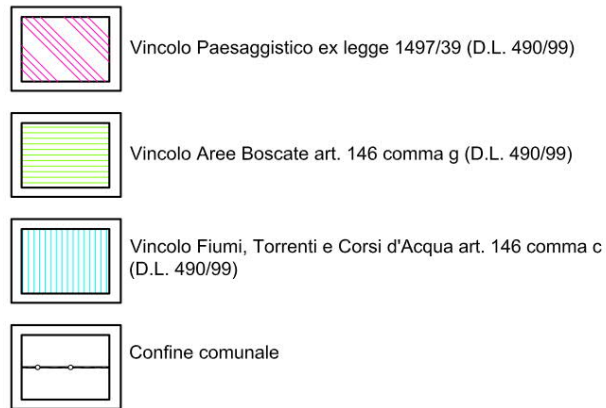 Vincolo Paesaggistico ex legge 1497/39 (D.L. 490/99)
Vincolo Aree Boscate art. 146 comma g (D.L. 490/99)
Vincolo Fiumi, Torrenti e Corsi d'Acqua art. 146 comma c
(D.L. 490/99)
Confine comunale